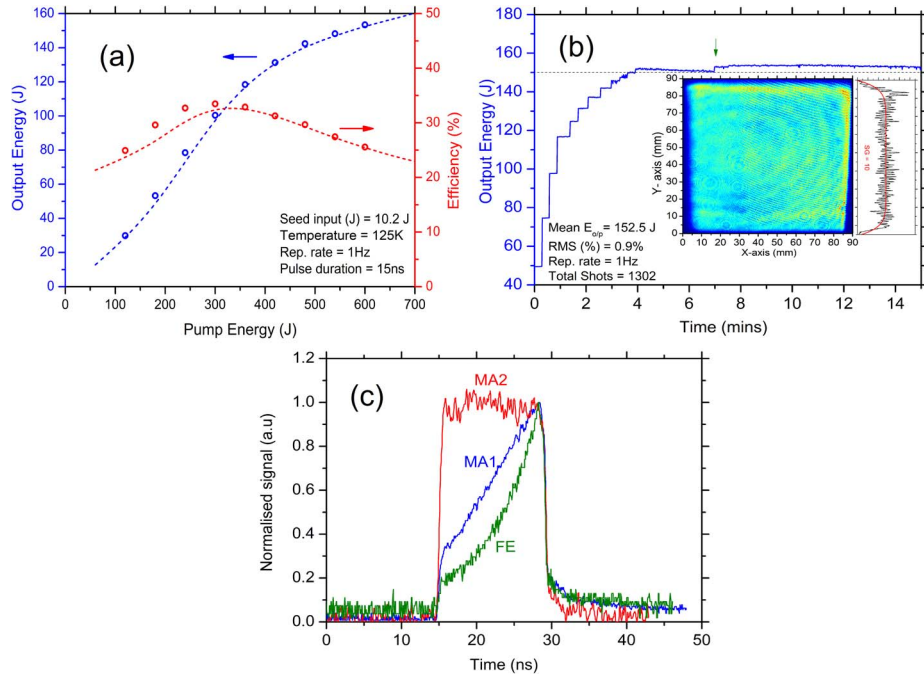 (a)
160
140
120
100
80
60
40
20
0
Output Energy (J)
50
40
30
20
10
0
Efficiency (%)
Seed input (J) = 10.2 J
Temperature = 125K
Rep. rate = 1Hz
Pulse duration = 15ns
0 100 200 300 400 500 600 700
Pump Energy (J)
(b)
180
160
140
120
100
80
60
40
Output Energy (J)
90
80
70
60
50
40
30
20
10
0
Y- axis (mm)
0 10 20 30 40 50 60 70 80 90
X-axis (mm)
SG = 10
Mean E o/p = 152.5 J
RMS (%) = 0.9%
Rep. rate = 1Hz
Total Shots = 1302
0 2 4 6 8 10 12 14
Time (mins)
(c)
1.2
1.0
0.8
0.6
0.4
0.2
0.0
Normalised signal (a.u)
MA2
MA1
FE
0 10 20 30 40 50
Time (ns)